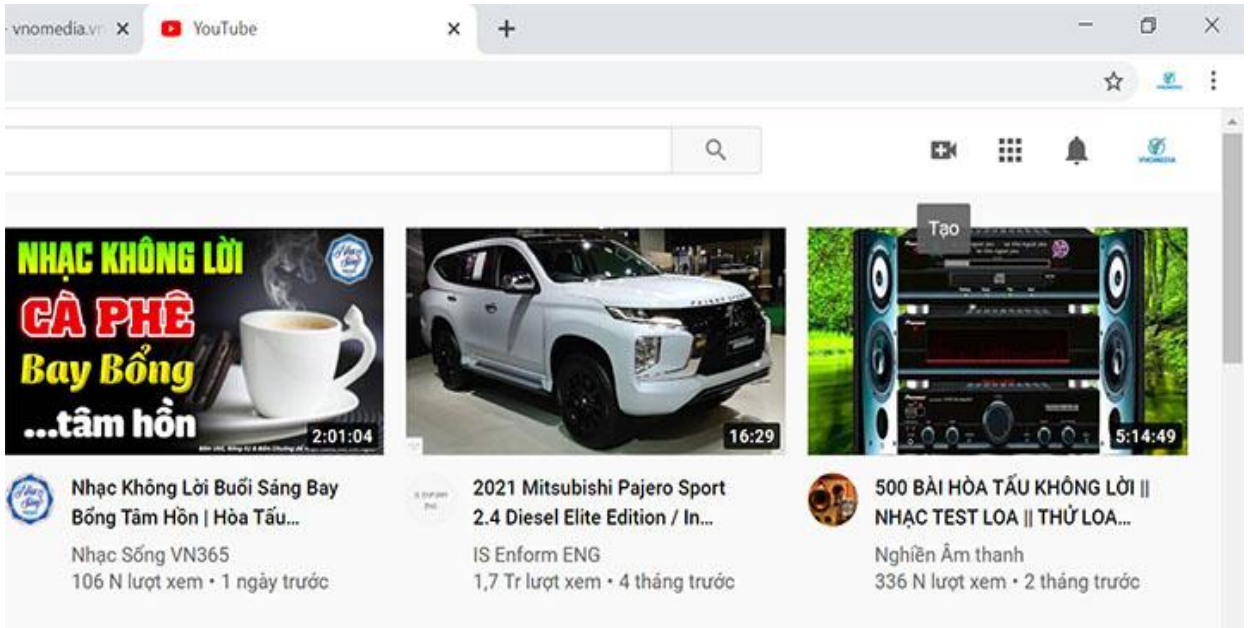 vnomedia.vn
YouTube
VNOMEDIA
Tạo
NHẠC KHÔNG LỜI
CÀ PHÊ
Bay Bổng
...tâm hồn
2:01:04
16:29
5:14:49
Nhạc Không Lời Buổi Sáng Bay
Bổng Tâm Hồn | Hòa Tấu...
Nhạc Sống VN365
106 N lượt xem • 1 ngày trước
2021 Mitsubishi Pajero Sport
2.4 Diesel Elite Edition / In...
IS Enform ENG
1,7 Tr lượt xem • 4 tháng trước
500 BÀI HÒA TẤU KHÔNG LỜI ||
NHẠC TEST LOA || THỬ LOA...
Nghiền Âm thanh
336 N lượt xem • 2 tháng trước